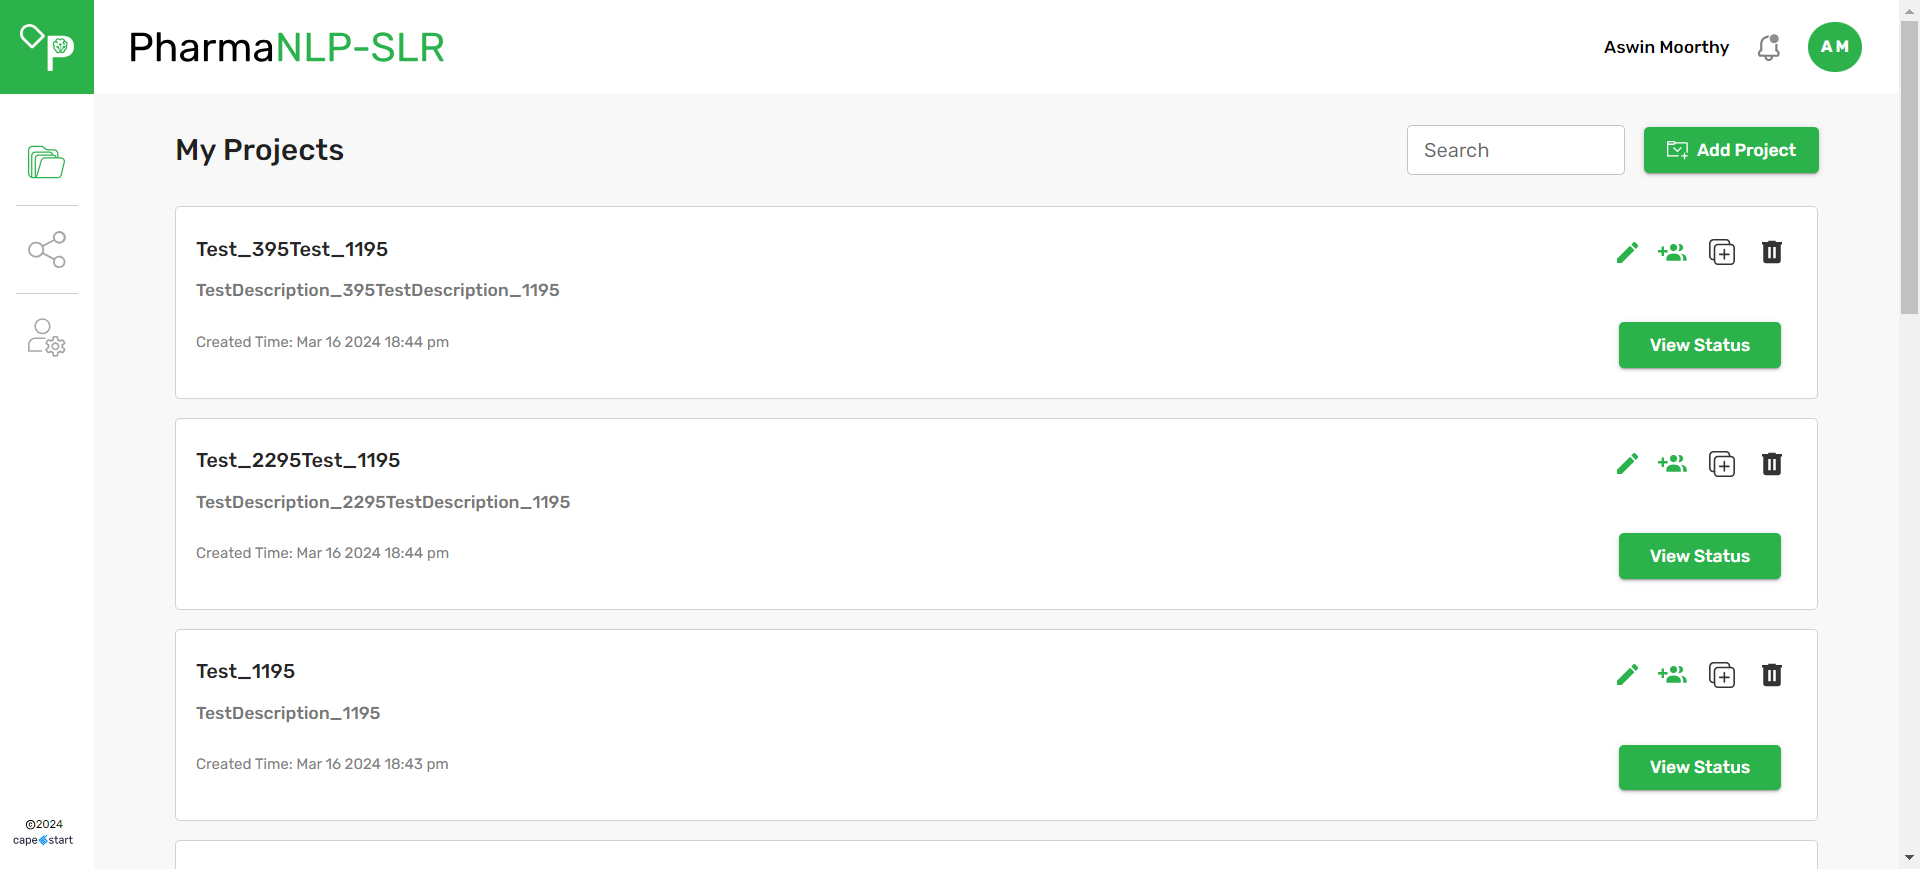 PharmaNLP-SLR
Aswin Moorthy
AM
My Projects
Search
Add Project
Test_395Test_1195
TestDescription_395TestDescription_1195
Created Time: Mar 16 2024 18:44 pm
View Status
Test_2295Test_1195
TestDescription_2295TestDescription_1195
Created Time: Mar 16 2024 18:44 pm
View Status
Test_1195
TestDescription_1195
Created Time: Mar 16 2024 18:43 pm
View Status
©2024
capestart